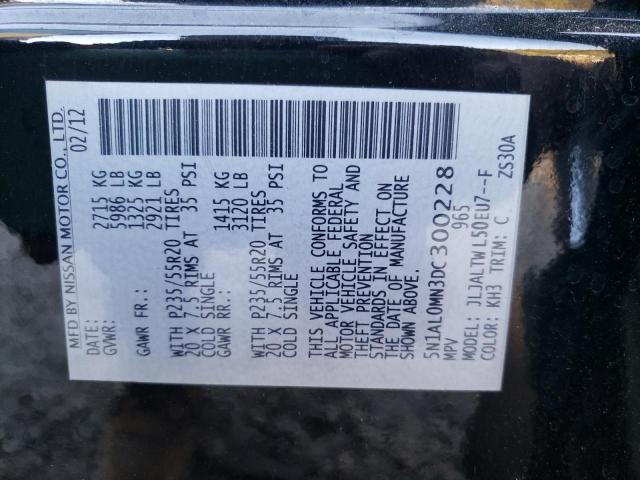 MFD BY NISSAN MOTOR CO., LTD.
DATE: 02/12
GVWR: 2715 KG
5986 LB
GAWR FR.: 1325 KG
2921 LB
WITH P235/55R20 TIRES
20 X 7.5 RIMS AT 35 PSI
COLD SINGLE
GAWR RR.: 1415 KG
3120 LB
WITH P235/55R20 TIRES
20 X 7.5 RIMS AT 35 PSI
COLD SINGLE
THIS VEHICLE CONFORMS TO
ALL APPLICABLE FEDERAL
MOTOR VEHICLE SAFETY AND
THEFT PREVENTION
STANDARDS IN EFFECT ON
THE DATE OF MANUFACTURE
SHOWN ABOVE.
5N1AL0MN3DC300228
MPV 965
MODEL: JLJALTW L50EU7--F
COLOR: KH3 TRIM: C ZS30A